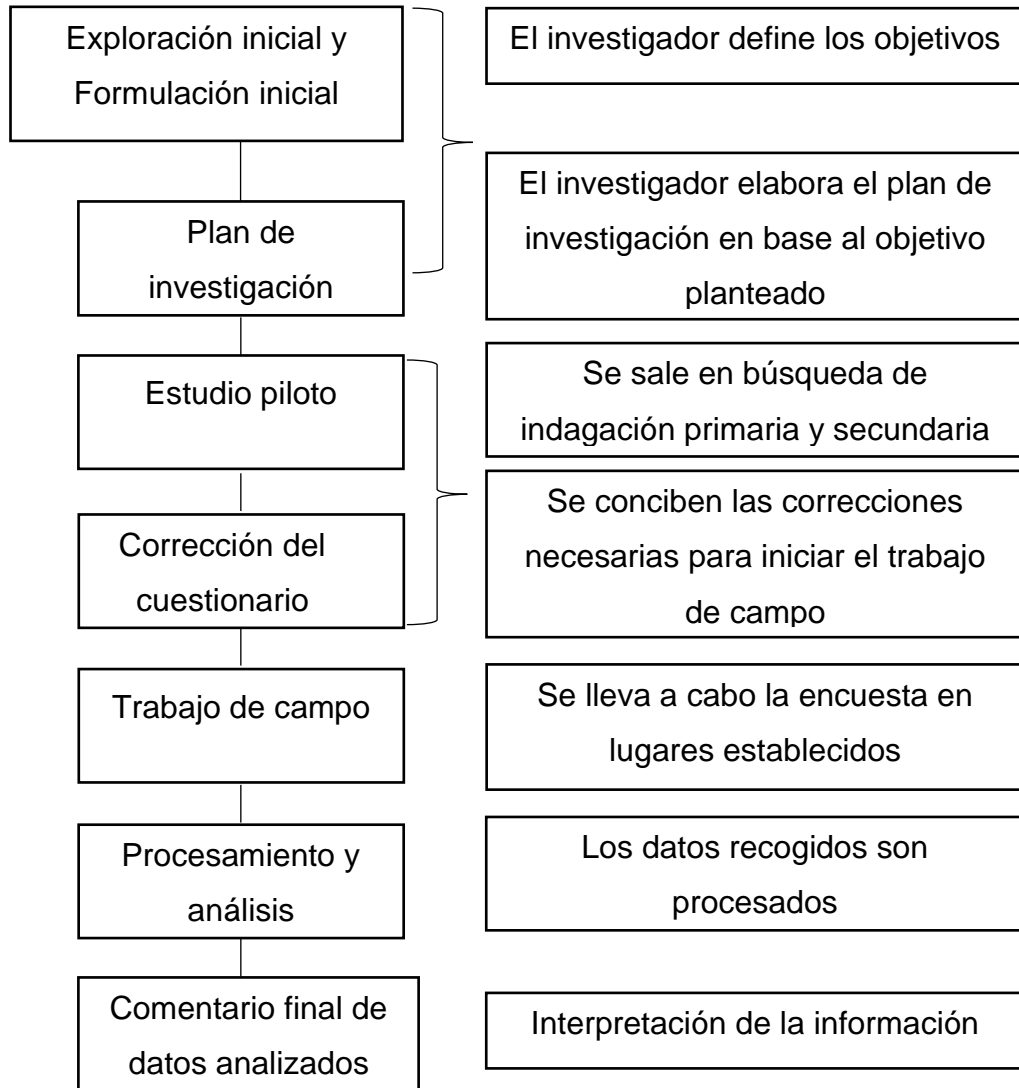 Exploración inicial y
Formulación inicial
El investigador define los objetivos
Plan de
investigación
El investigador elabora el plan de
investigación en base al objetivo
planteado
Estudio piloto
Se sale en búsqueda de
indagación primaria y secundaria
Corrección del
cuestionario
Se conciben las correcciones
necesarias para iniciar el trabajo
de campo
Trabajo de campo
Se lleva a cabo la encuesta en
lugares establecidos
Procesamiento y
análisis
Los datos recogidos son
procesados
Comentario final de
datos analizados
Interpretación de la información